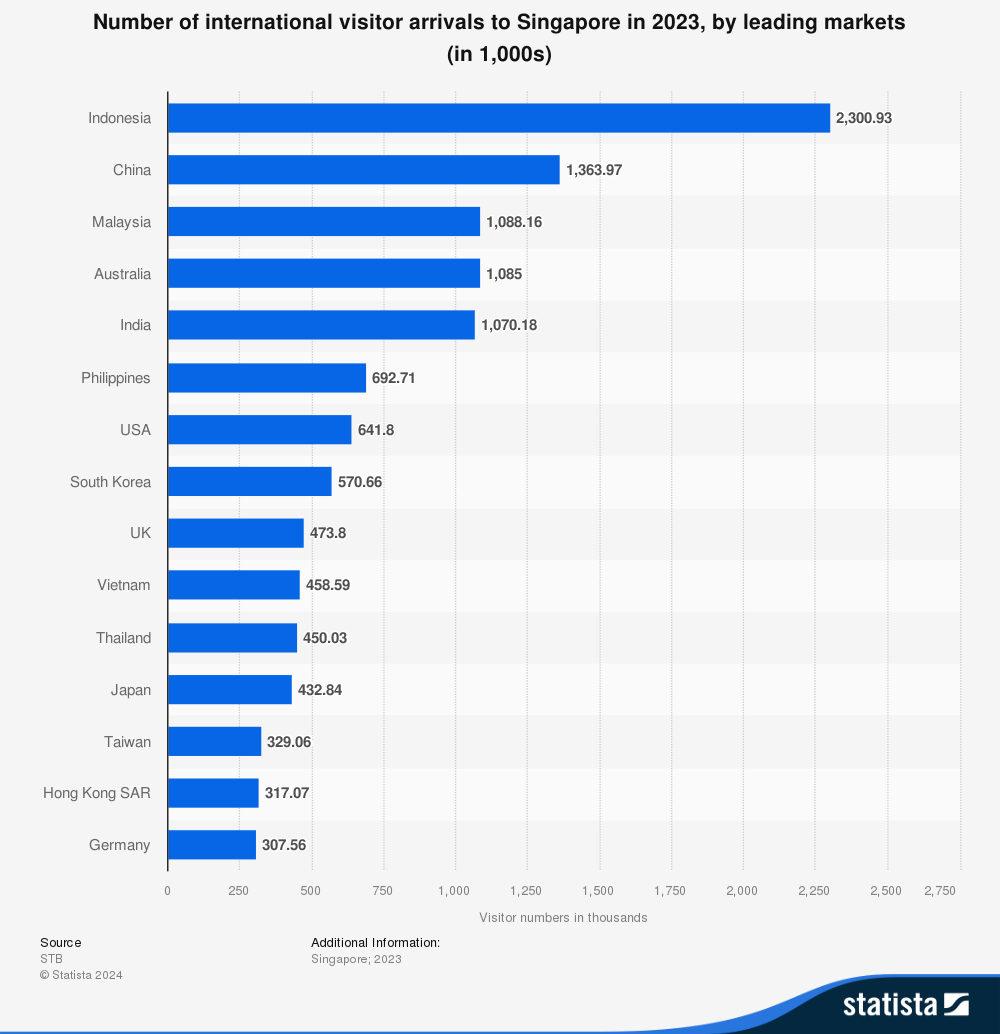 Number of international visitor arrivals to Singapore in 2023, by leading markets
(in 1,000s)
Indonesia 2,300.93
China 1,363.97
Malaysia 1,088.16
Australia 1,085
India 1,070.18
Philippines 692.71
USA 641.8
South Korea 570.66
UK 473.8
Vietnam 458.59
Thailand 450.03
Japan 432.84
Taiwan 329.06
Hong Kong SAR 317.07
Germany 307.56
0 250 500 750 1,000 1,250 1,500 1,750 2,000 2,250 2,500 2,750
Visitor numbers in thousands
Source
STB
© Statista 2024
Additional Information:
Singapore; 2023
statista